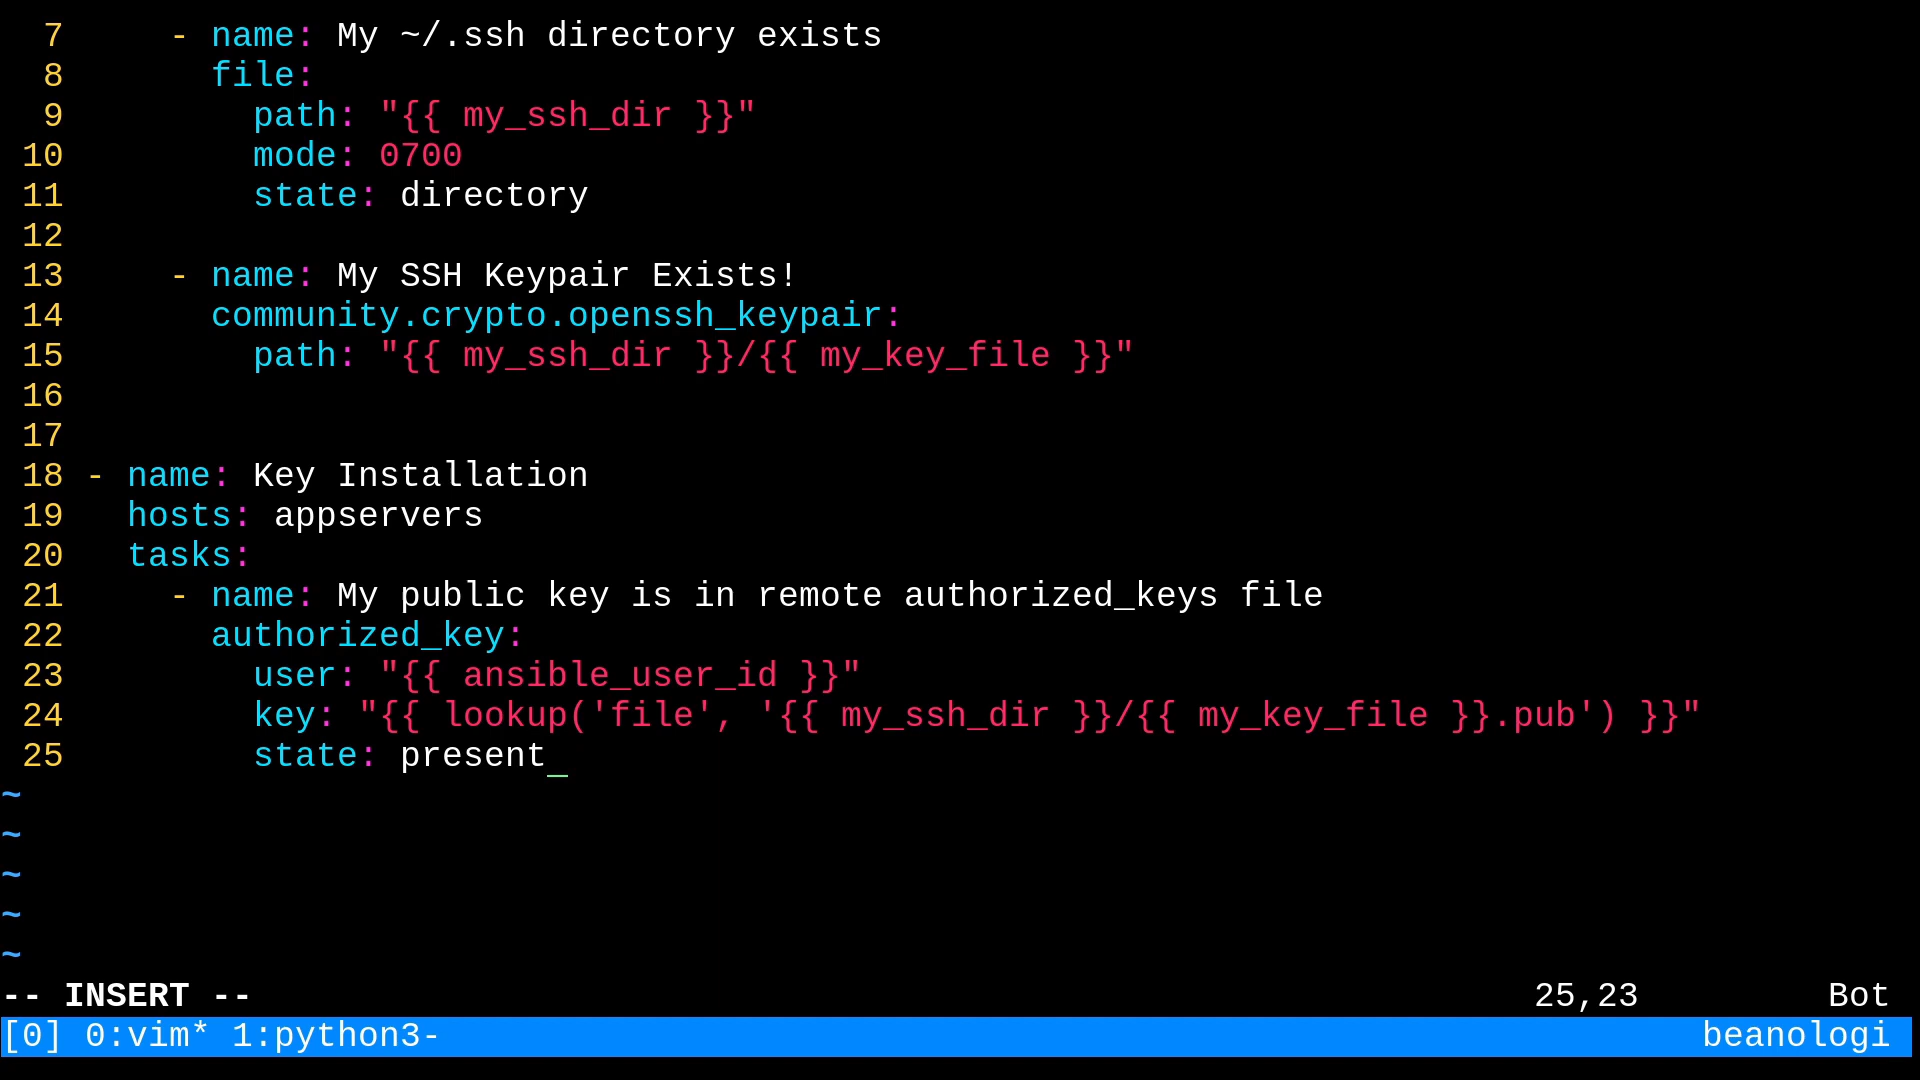 7     - name: My ~/.ssh directory exists
8       file:
9         path: "{{ my_ssh_dir }}"
10         mode: 0700
11         state: directory
12
13     - name: My SSH Keypair Exists!
14       community.crypto.openssh_keypair:
15         path: "{{ my_ssh_dir }}/{{ my_key_file }}"
16
17
18 - name: Key Installation
19   hosts: appservers
20   tasks:
21     - name: My public key is in remote authorized_keys file
22       authorized_key:
23         user: "{{ ansible_user_id }}"
24         key: "{{ lookup('file', '{{ my_ssh_dir }}/{{ my_key_file }}.pub') }}"
25         state: present_
~
~
~
~
~
-- INSERT -- 25,23 Bot
[0] 0:vim* 1:python3- beanologi